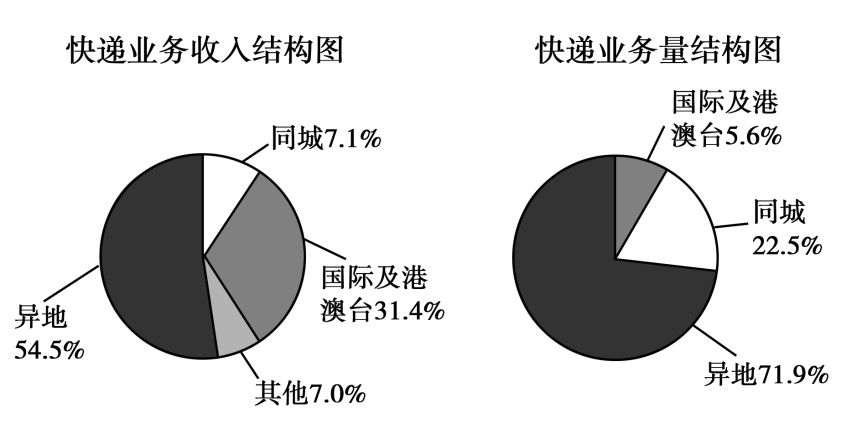 快递业务收入结构图
同城7.1%
国际及港
澳台31.4%
其他7.0%
异地
54.5%
快递业务量结构图
国际及港
澳台5.6%
同城
22.5%
异地71.9%